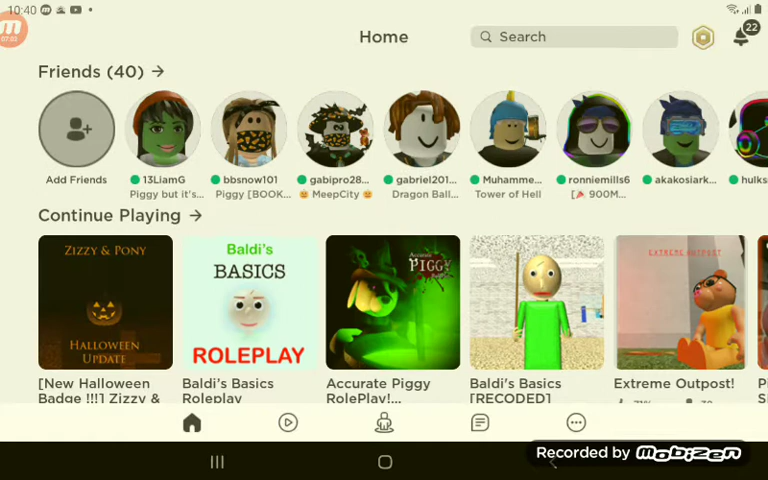 10:40
07:02
Home
Search
22
Friends (40) →
Add Friends
13LiamG
bbsnow101
gabipro28...
gabriel201...
Muhamme...
ronniemills6
akakosiark...
hulks
Piggy but it's...
Piggy [BOOK...
MeepCity
Dragon Ball...
Tower of Hell
[🎉 900M...
Continue Playing →
ZIZZY & PONY
HALLOWEEN
UPDATE
Baldi's
BASICS
ROLEPLAY
Accurate
PIGGY
EXTREME OUTPOST
[New Halloween
Badge !!!] Zizzy &
Baldi's Basics
Roleplay
Accurate Piggy
RolePlay!...
Baldi's Basics
[RECODED]
Extreme Outpost!
Recorded by Mobizen